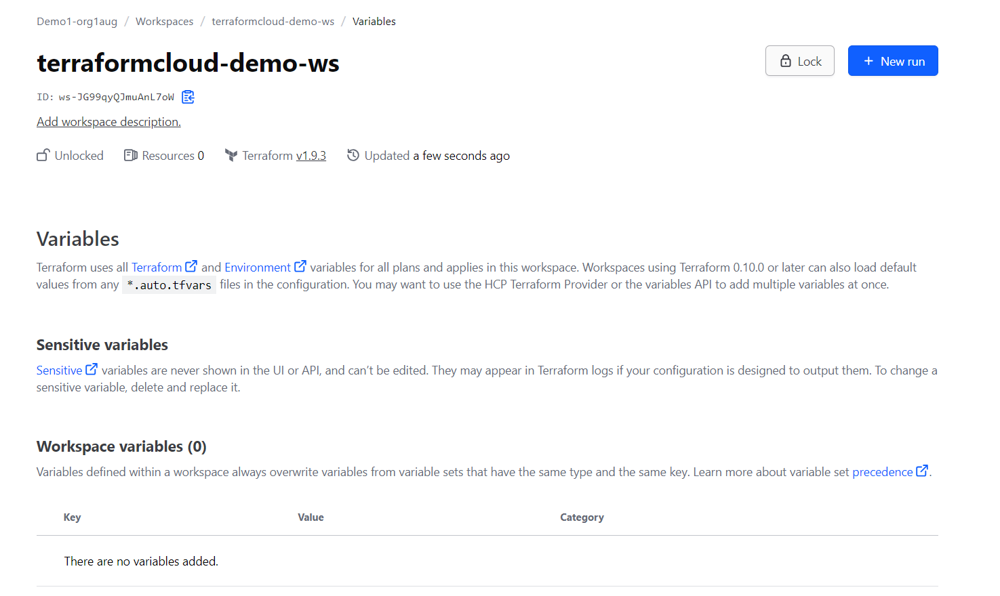 Demo1-org1aug / Workspaces / terraformcloud-demo-ws / Variables
terraformcloud-demo-ws
Lock
+ New run
ID: ws-JG99qyQJmuAnL7oW
Add workspace description.
Unlocked Resources 0 Terraform v1.9.3 Updated a few seconds ago
Variables
Terraform uses all Terraform and Environment variables for all plans and applies in this workspace. Workspaces using Terraform 0.10.0 or later can also load default
values from any *.auto.tfvars files in the configuration. You may want to use the HCP Terraform Provider or the variables API to add multiple variables at once.
Sensitive variables
Sensitive variables are never shown in the UI or API, and can’t be edited. They may appear in Terraform logs if your configuration is designed to output them. To change a
sensitive variable, delete and replace it.
Workspace variables (0)
Variables defined within a workspace always overwrite variables from variable sets that have the same type and the same key. Learn more about variable set precedence.
Key Value Category
There are no variables added.